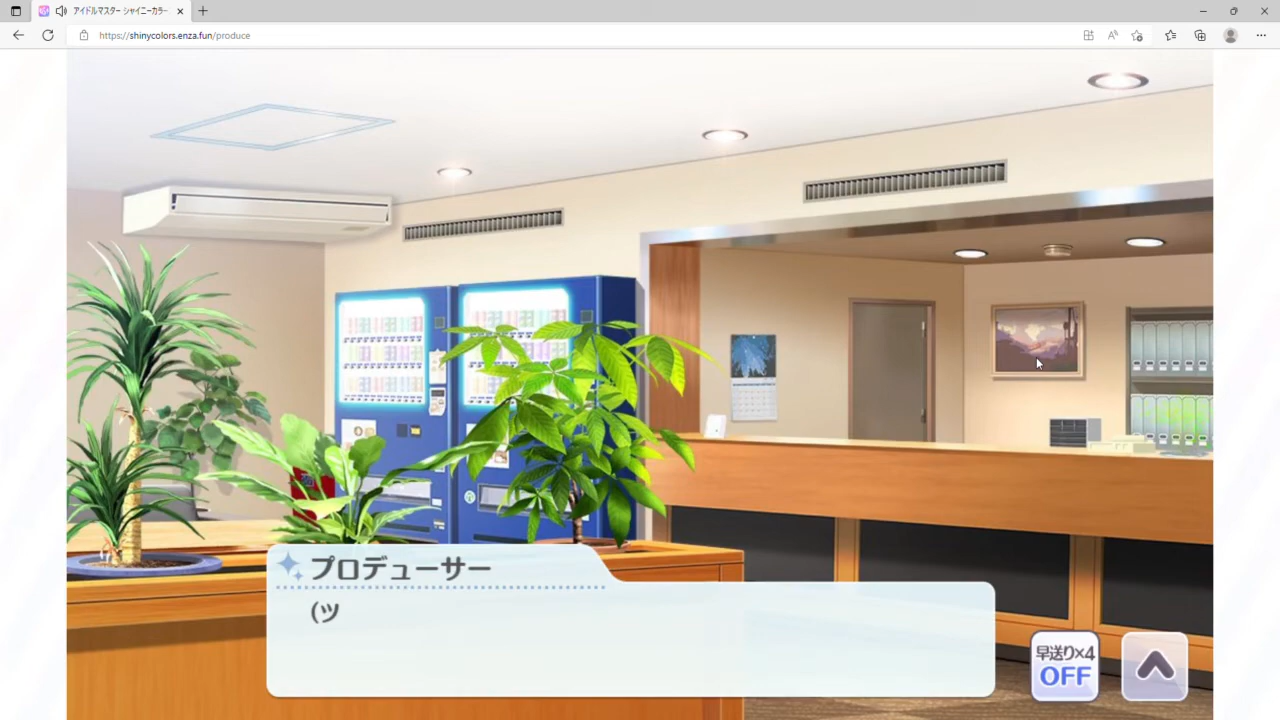 アイドルマスター シャイニーカラー
https://shinycolors.enza.fun/produce
プロデューサー
(ツ
早送り×4
OFF